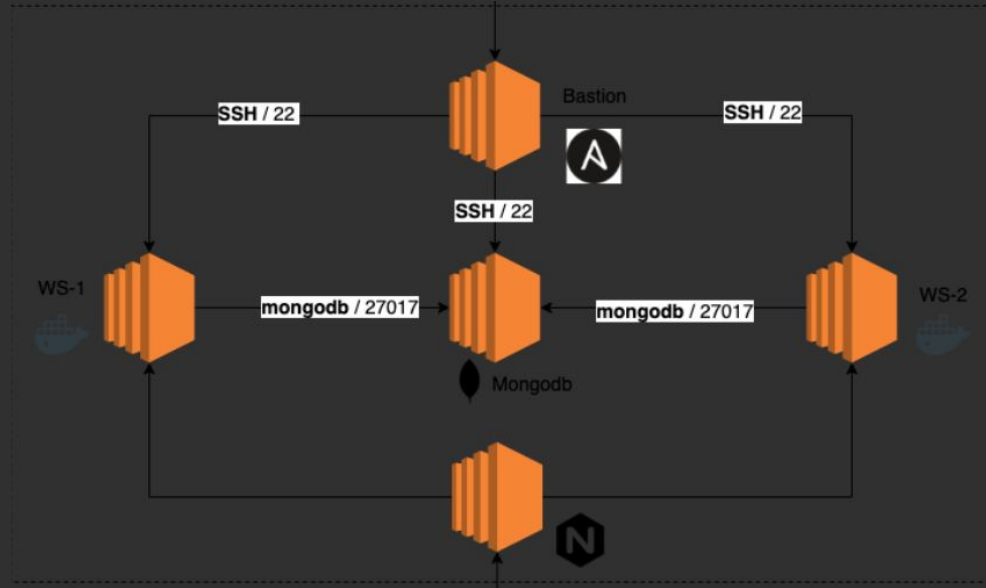 Bastion
SSH / 22
SSH / 22
SSH / 22
WS-1
mongodb / 27017
mongodb / 27017
WS-2
Mongodb
N